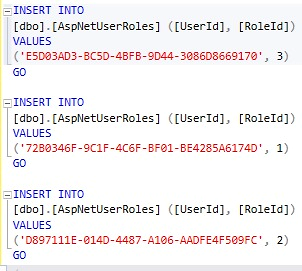 INSERT INTO
[dbo].[AspNetUserRoles] ([UserId], [RoleId])
VALUES
('E5D03AD3-BC5D-4BFB-9D44-3086D8669170', 3)
GO
INSERT INTO
[dbo].[AspNetUserRoles] ([UserId], [RoleId])
VALUES
('72B0346F-9C1F-4C6F-BF01-BE4285A6174D', 1)
GO
INSERT INTO
[dbo].[AspNetUserRoles] ([UserId], [RoleId])
VALUES
('D897111E-014D-4487-A106-AADFE4F509FC', 2)
GO